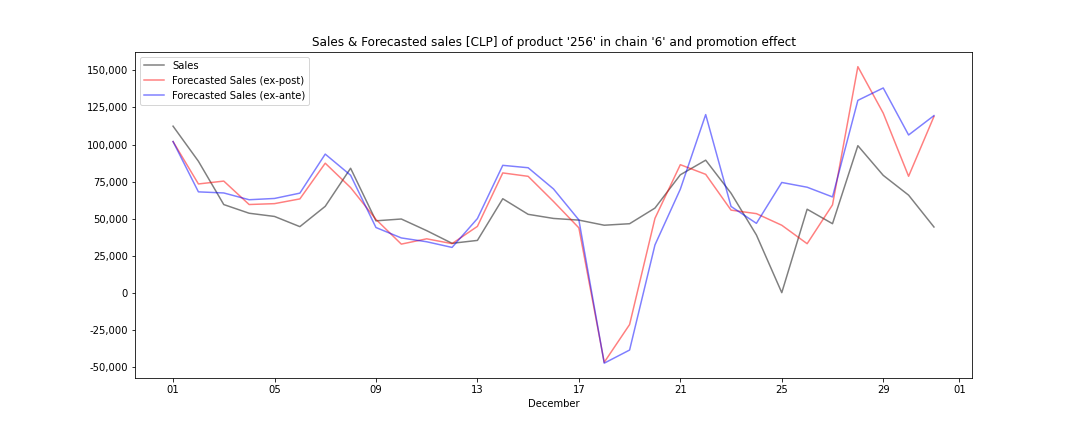 Sales & Forecasted sales [CLP] of product '256' in chain '6' and promotion effect
Sales
Forecasted Sales (ex-post)
Forecasted Sales (ex-ante)
150,000
125,000
100,000
75,000
50,000
25,000
0
-25,000
-50,000
01 05 09 13 17 21 25 29 01
December